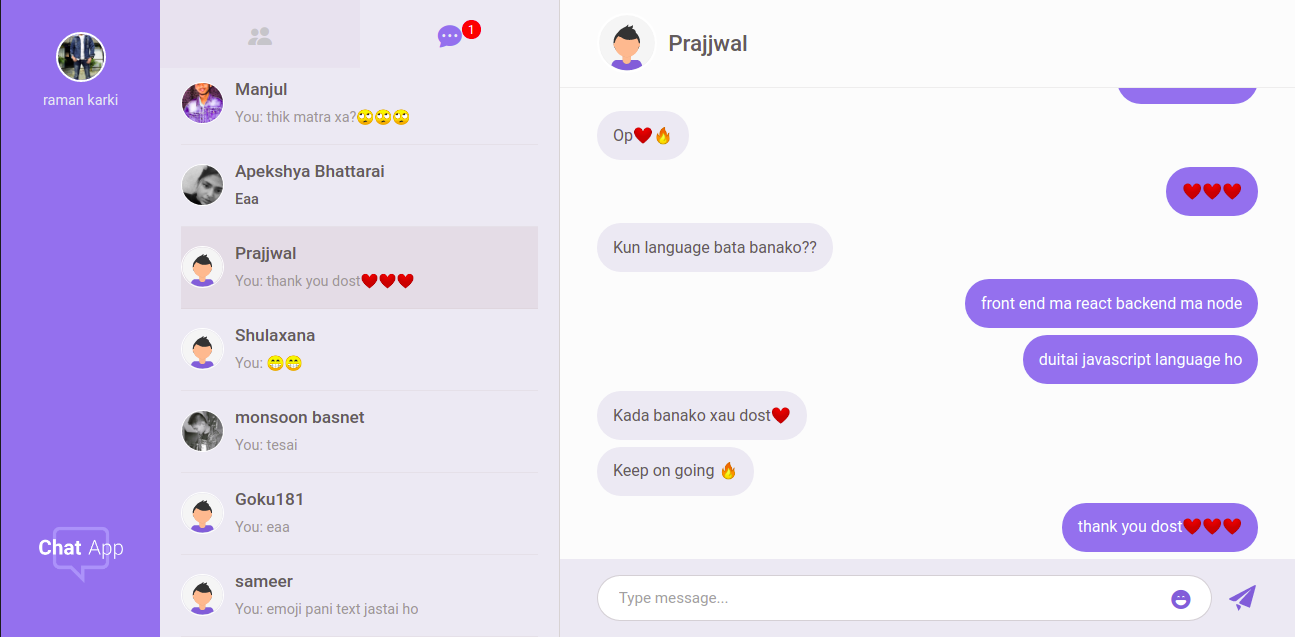 raman karki
Chat App
1
Manjul
You: thik matra xa?🙄🙄🙄
Apekshya Bhattarai
Eaa
Prajjwal
You: thank you dost❤️❤️❤️
Shulaxana
You: 😁😁
monsoon basnet
You: tesai
Goku181
You: eaa
sameer
You: emoji pani text jastai ho
Prajjwal
Op❤️🔥
❤️❤️❤️
Kun language bata banako??
front end ma react backend ma node
duitai javascript language ho
Kada banako xau dost❤️
Keep on going 🔥
thank you dost❤️❤️❤️
Type message...